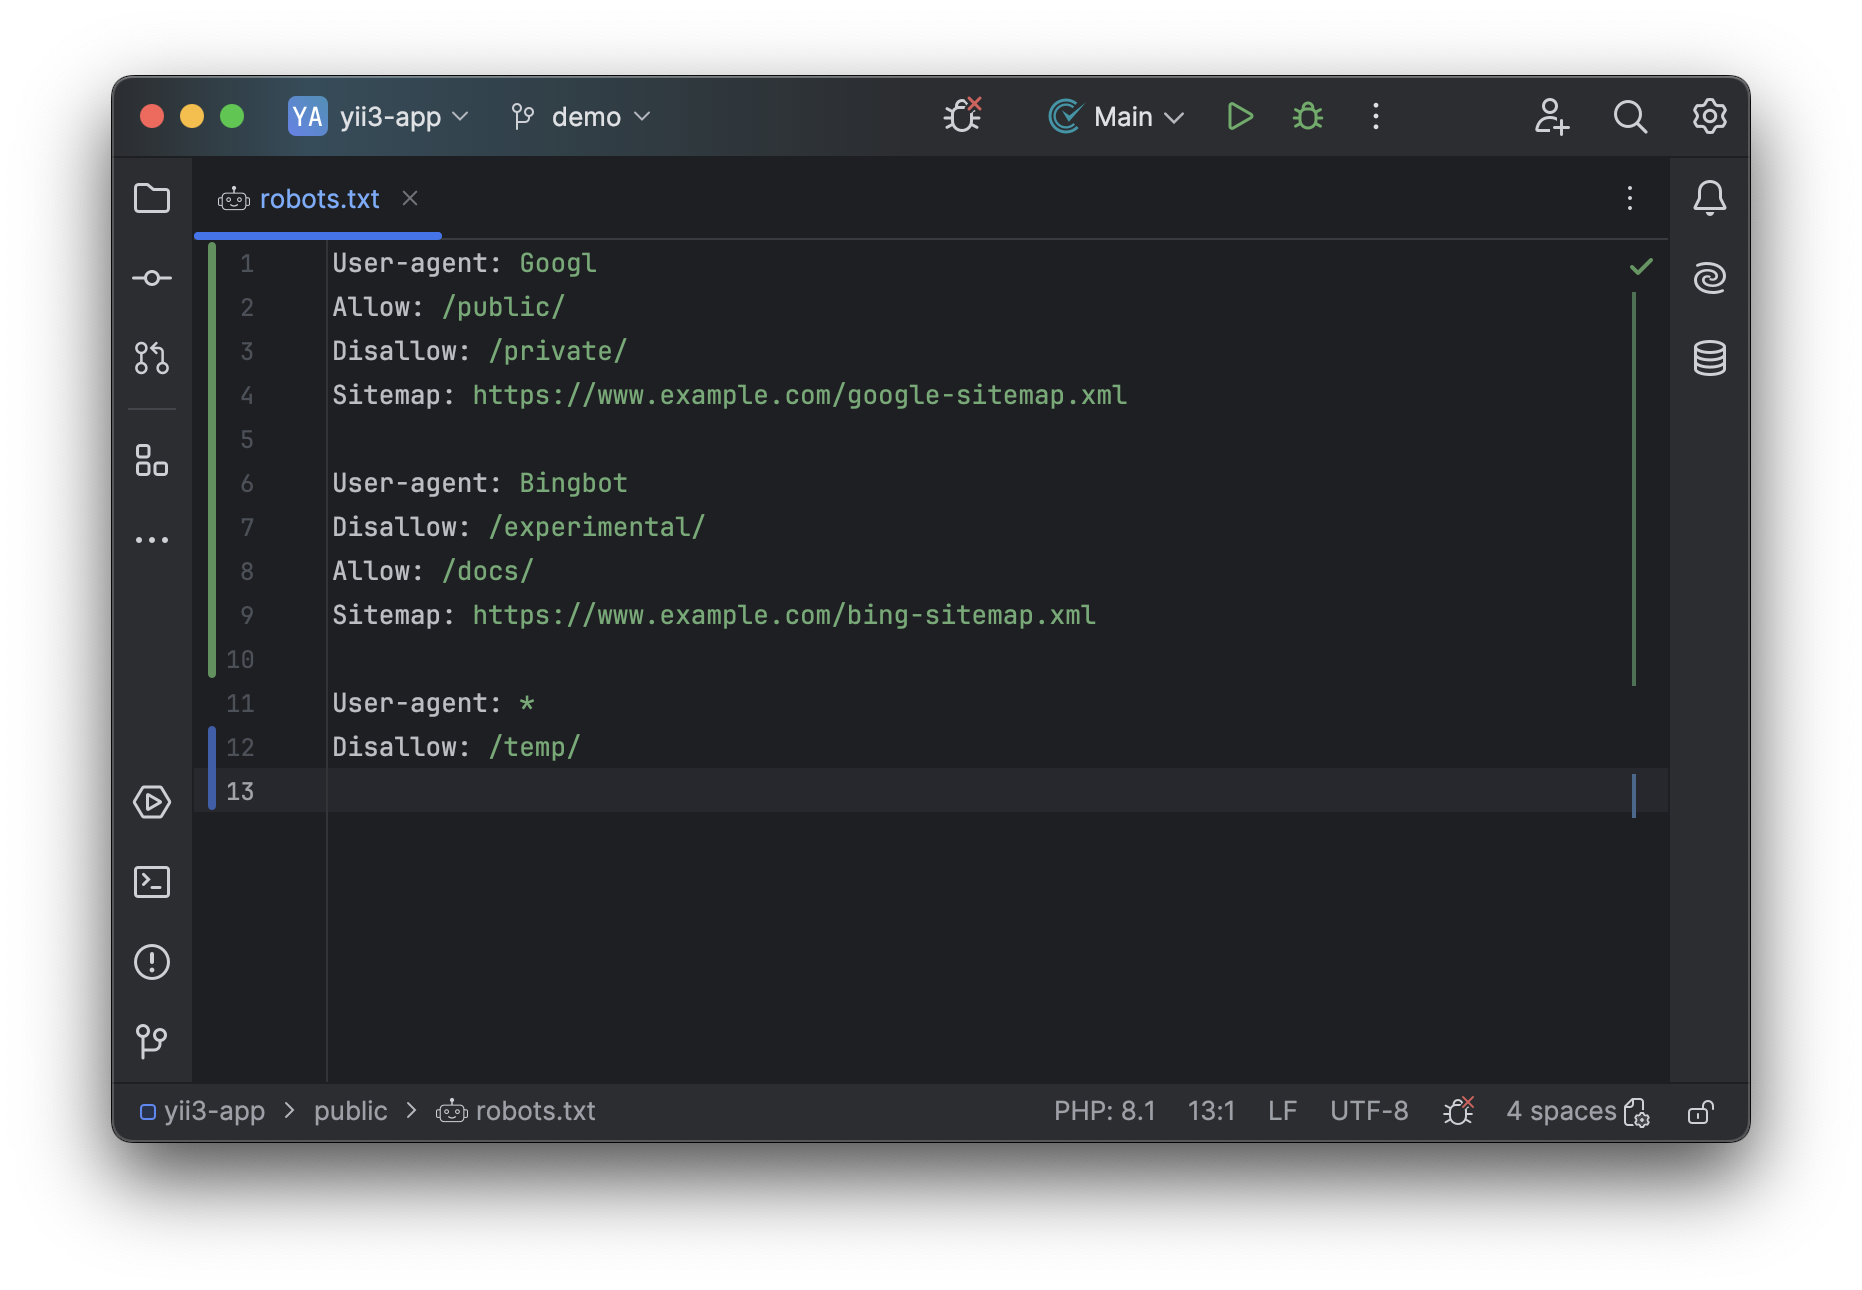 YA yii3-app demo Main
robots.txt
1 User-agent: Googl
2 Allow: /public/
3 Disallow: /private/
4 Sitemap: https://www.example.com/google-sitemap.xml
5
6 User-agent: Bingbot
7 Disallow: /experimental/
8 Allow: /docs/
9 Sitemap: https://www.example.com/bing-sitemap.xml
10
11 User-agent: *
12 Disallow: /temp/
13
yii3-app > public > robots.txt PHP: 8.1 13:1 LF UTF-8 4 spaces